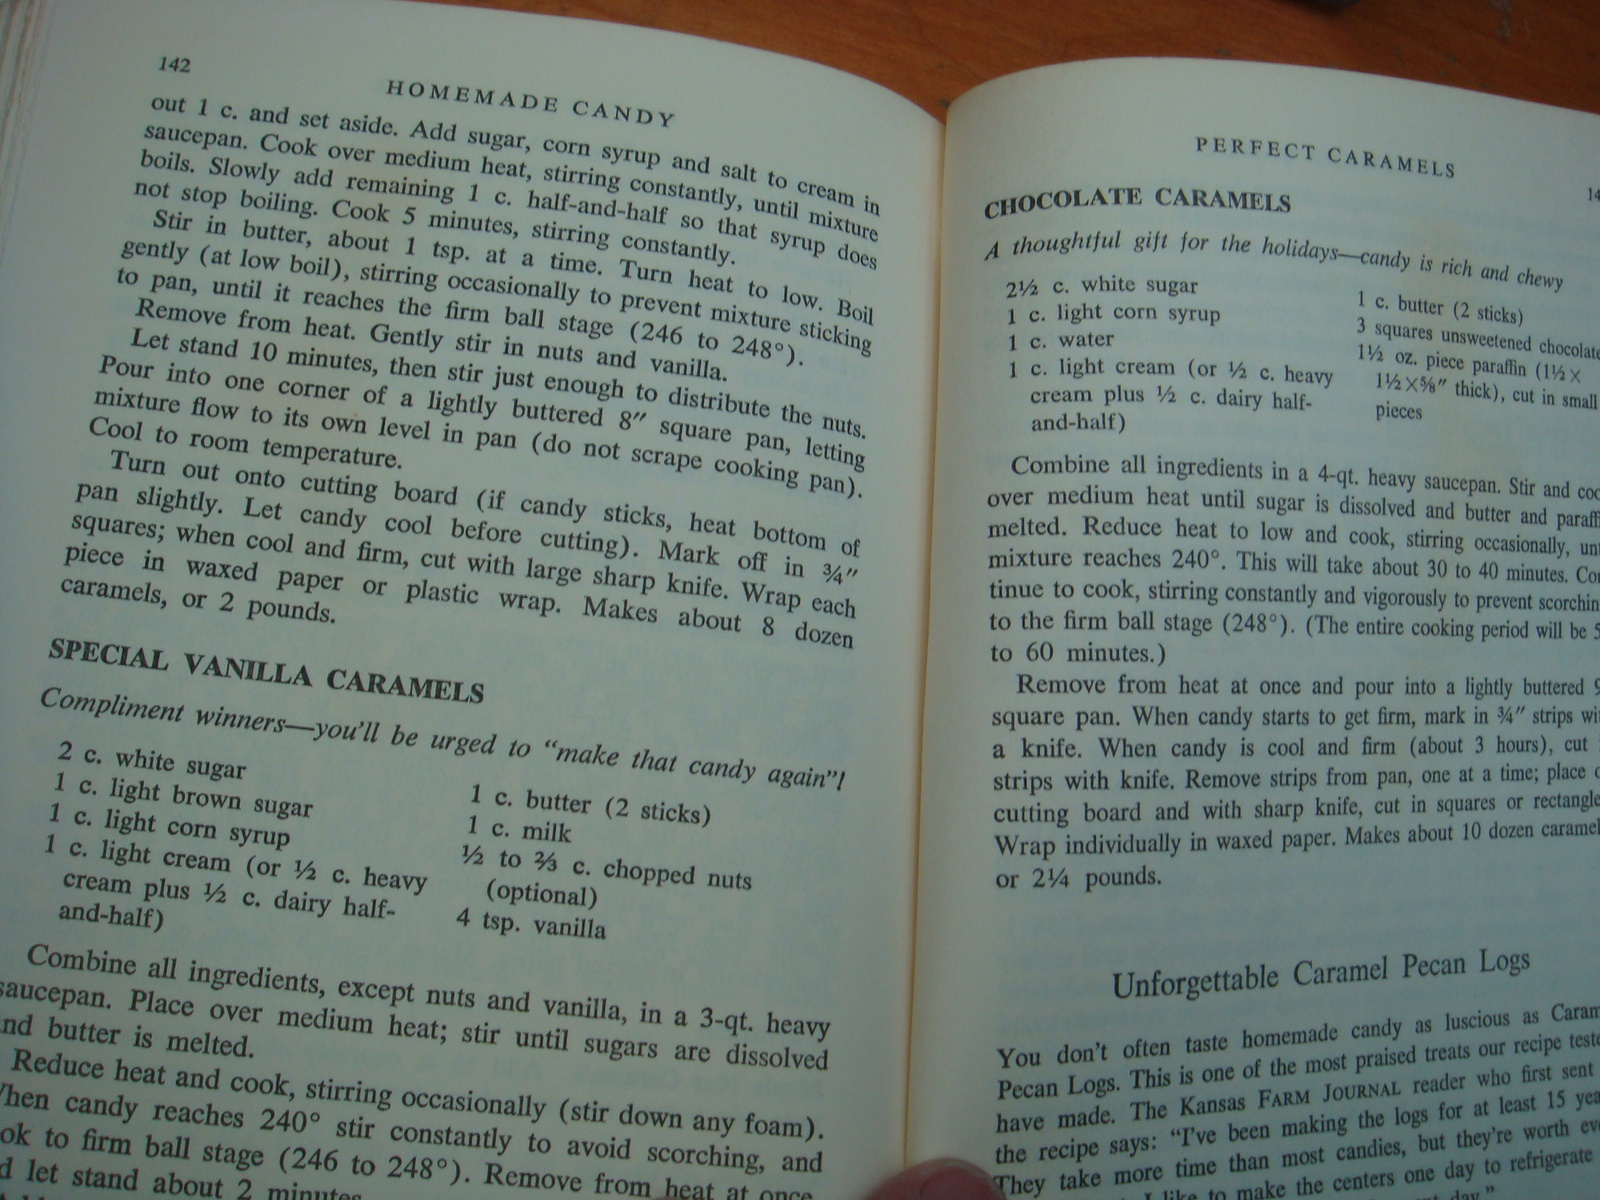 142
HOMEMADE CANDY
out 1 c. and set aside. Add sugar, corn syrup and salt to cream in
saucepan. Cook over medium heat, stirring constantly, until mixture
boils. Slowly add remaining 1 c. half-and-half so that syrup does
not stop boiling. Cook 5 minutes, stirring constantly.
Stir in butter, about 1 tsp. at a time. Turn heat to low. Boil
gently (at low boil), stirring occasionally to prevent mixture sticking
to pan, until it reaches the firm ball stage (246 to 248°).
Remove from heat. Gently stir in nuts and vanilla.
Let stand 10 minutes, then stir just enough to distribute the nuts.
Pour into one corner of a lightly buttered 8″ square pan, letting
mixture flow to its own level in pan (do not scrape cooking pan).
Cool to room temperature.
Turn out onto cutting board (if candy sticks, heat bottom of
pan slightly. Let candy cool before cutting). Mark off in ¾″
squares; when cool and firm, cut with large sharp knife. Wrap each
piece in waxed paper or plastic wrap. Makes about 8 dozen
caramels, or 2 pounds.
SPECIAL VANILLA CARAMELS
Compliment winners—you'll be urged to "make that candy again"!
2 c. white sugar
1 c. light brown sugar
1 c. light corn syrup
1 c. light cream (or ½ c. heavy
cream plus ½ c. dairy half-
and-half)
1 c. butter (2 sticks)
1 c. milk
½ to ⅔ c. chopped nuts
(optional)
4 tsp. vanilla
Combine all ingredients, except nuts and vanilla, in a 3-qt. heavy
saucepan. Place over medium heat; stir until sugars are dissolved
nd butter is melted.
Reduce heat and cook, stirring occasionally (stir down any foam).
hen candy reaches 240° stir constantly to avoid scorching, and
ok to firm ball stage (246 to 248°). Remove from heat at once
d let stand about 2 minutes
PERFECT CARAMELS
14
CHOCOLATE CARAMELS
A thoughtful gift for the holidays—candy is rich and chewy
2½ c. white sugar
1 c. light corn syrup
1 c. water
1 c. light cream (or ½ c. heavy
cream plus ½ c. dairy half-
and-half)
1 c. butter (2 sticks)
3 squares unsweetened chocolate
1½ oz. piece paraffin (1½ ×
1½ × ⅝″ thick), cut in small
pieces
Combine all ingredients in a 4-qt. heavy saucepan. Stir and coo
over medium heat until sugar is dissolved and butter and paraffi
melted. Reduce heat to low and cook, stirring occasionally, unt
mixture reaches 240°. This will take about 30 to 40 minutes. Con
tinue to cook, stirring constantly and vigorously to prevent scorchin
to the firm ball stage (248°). (The entire cooking period will be 5
to 60 minutes.)
Remove from heat at once and pour into a lightly buttered 9
square pan. When candy starts to get firm, mark in ¾″ strips wi
a knife. When candy is cool and firm (about 3 hours), cut
strips with knife. Remove strips from pan, one at a time; place o
cutting board and with sharp knife, cut in squares or rectangle
Wrap individually in waxed paper. Makes about 10 dozen caramel
or 2¼ pounds.
Unforgettable Caramel Pecan Logs
You don't often taste homemade candy as luscious as Caram
Pecan Logs. This is one of the most praised treats our recipe teste
have made. The Kansas FARM JOURNAL reader who first sent
the recipe says: "I've been making the logs for at least 15 yea
They take more time than most candies, but they're worth eve
I like to make the centers one day to refrigerate
day."